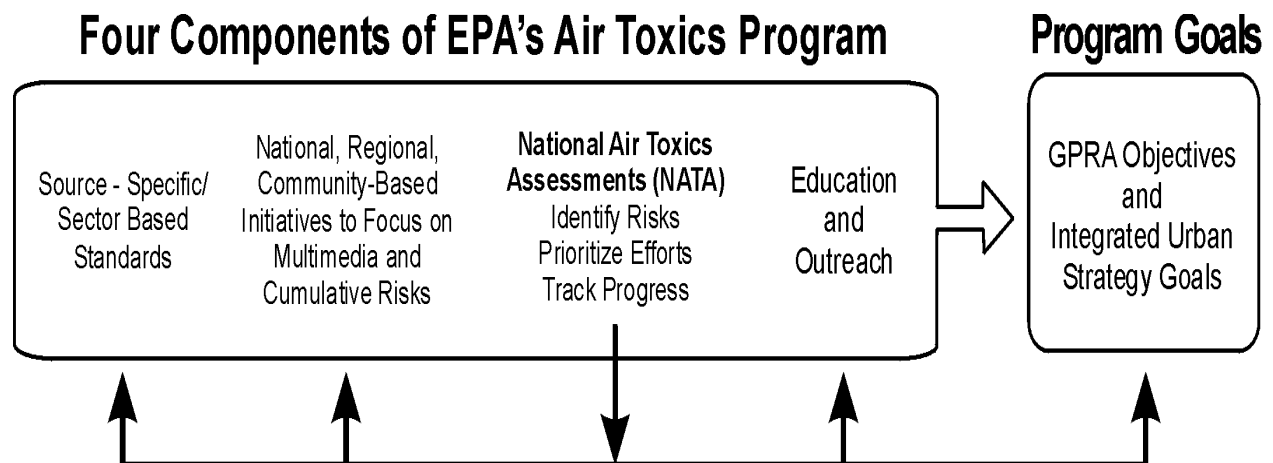 Four Components of EPA's Air Toxics Program
Program Goals
Source - Specific/
Sector Based
Standards
National, Regional,
Community-Based
Initiatives to Focus on
Multimedia and
Cumulative Risks
National Air Toxics
Assessments (NATA)
Identify Risks
Prioritize Efforts
Track Progress
Education
and
Outreach
GPRA Objectives
and
Integrated Urban
Strategy Goals